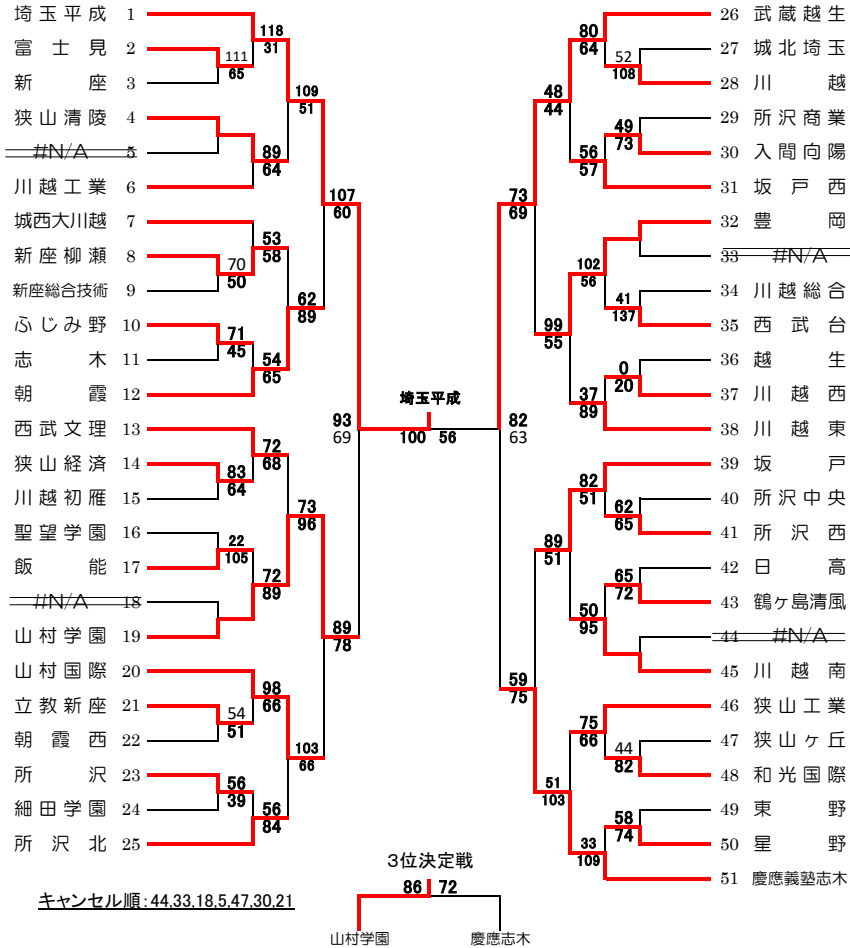 埼玉平成 1
富士見 2
新座 3
狭山清陵 4
#N/A 5
川越工業 6
城西大川越 7
新座柳瀬 8
新座総合技術 9
ふじみ野 10
志木 11
朝霞 12
西武文理 13
狭山経済 14
川越初雁 15
聖望学園 16
飯能 17
#N/A 18
山村学園 19
山村国際 20
立教新座 21
朝霞西 22
所沢 23
細田学園 24
所沢北 25
111
65
70
50
71
45
83
64
22
105
54
51
56
39
118
31
89
64
53
58
54
65
72
68
72
89
98
66
56
84
109
51
62
89
73
96
103
66
107
60
89
78
93
69
埼玉平成
100 56
82
63
73
69
59
75
48
44
99
55
89
51
51
103
80
64
56
57
102
56
37
89
82
51
50
95
75
66
33
109
52
108
49
73
41
137
0
20
62
65
65
72
44
82
58
74
26 武蔵越生
27 城北埼玉
28 川越
29 所沢商業
30 入間向陽
31 坂戸西
32 豊岡
33 #N/A
34 川越総合
35 西武台
36 越生
37 川越西
38 川越東
39 坂戸
40 所沢中央
41 所沢西
42 日高
43 鶴ヶ島清風
44 #N/A
45 川越南
46 狭山工業
47 狭山ヶ丘
48 和光国際
49 東野
50 星野
51 慶應義塾志木
3位決定戦
86 72
山村学園 慶應志木
キャンセル順:44,33,18,5,47,30,21